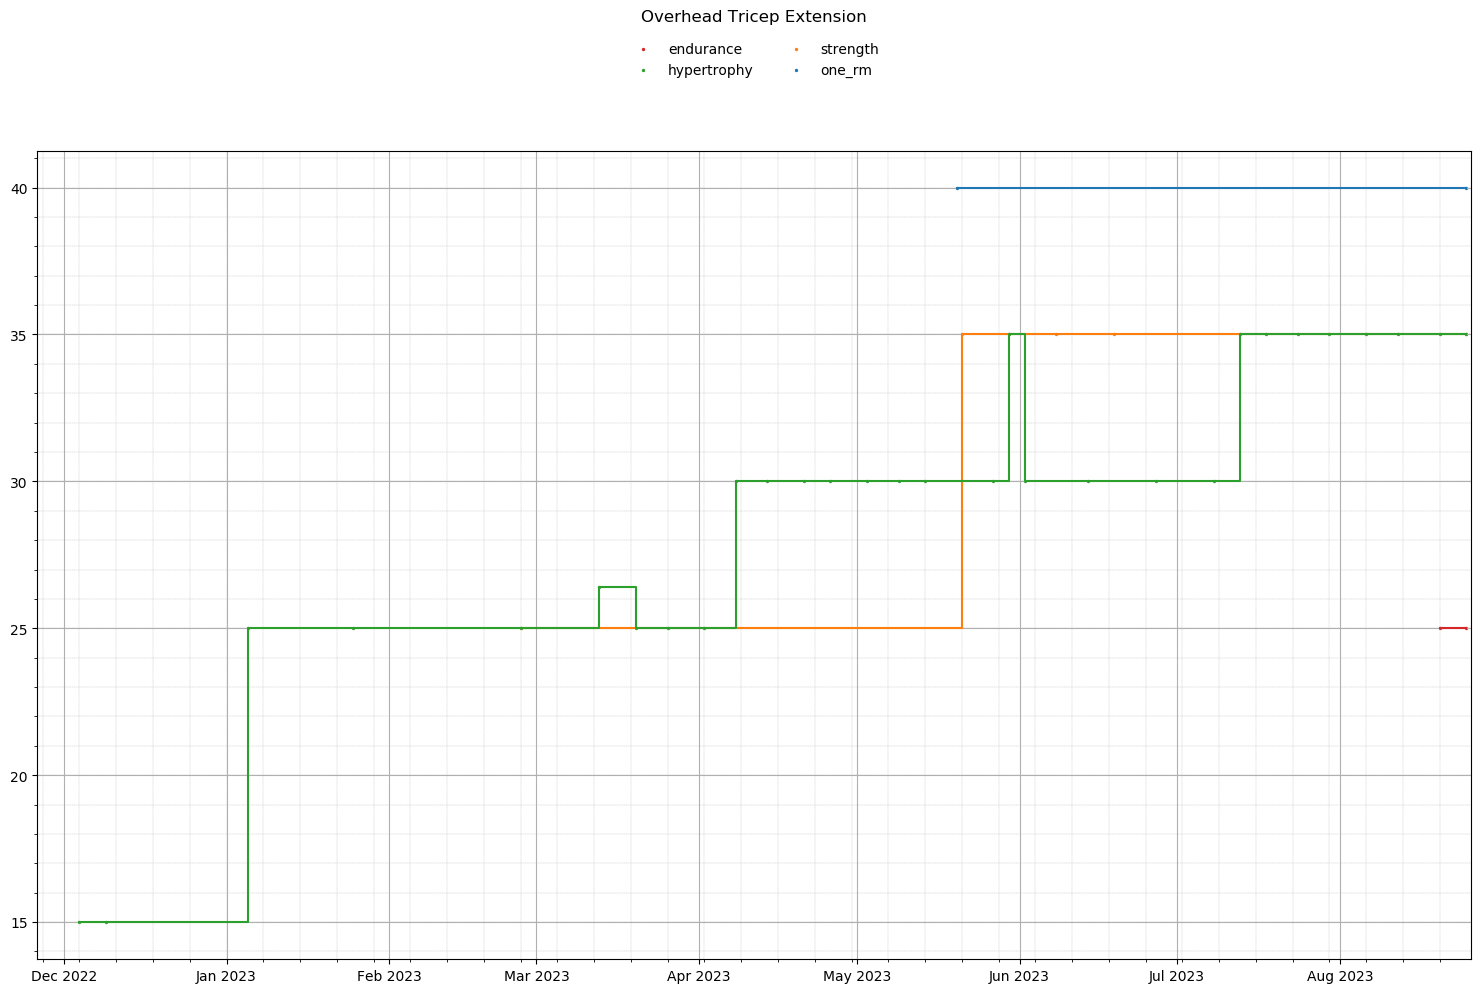 Overhead Tricep Extension
endurance strength
hypertrophy one_rm
40
35
30
25
20
15
Dec 2022 Jan 2023 Feb 2023 Mar 2023 Apr 2023 May 2023 Jun 2023 Jul 2023 Aug 2023